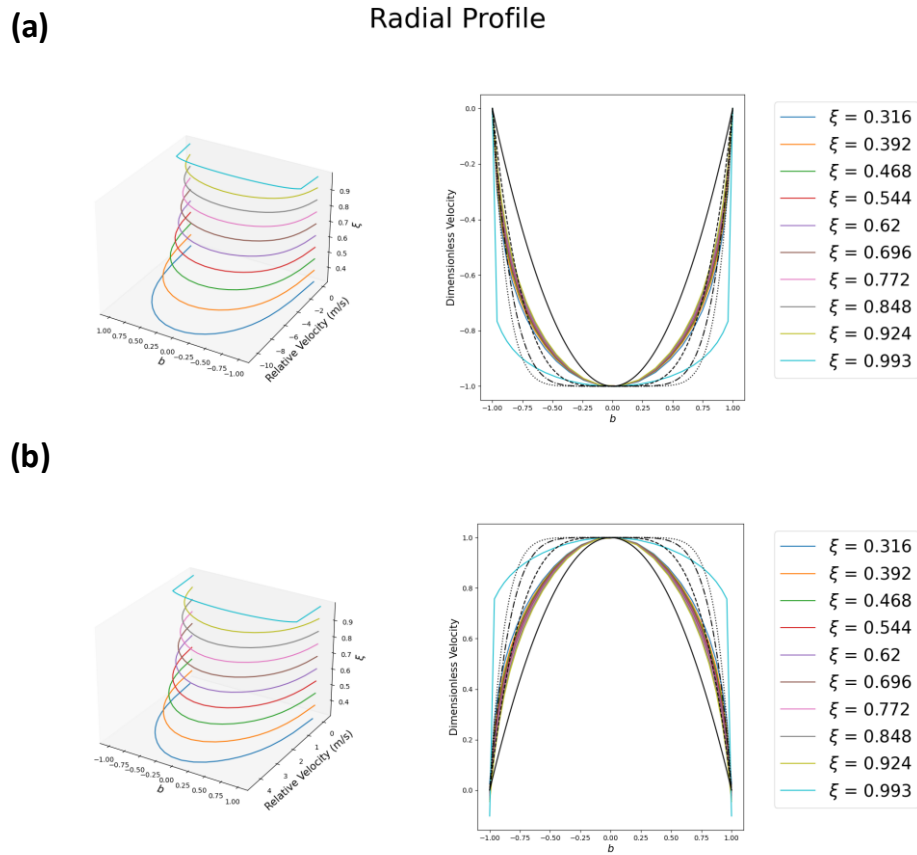 Radial Profile
(a)
0.9
0.8
0.7
0.6
0.5
0.4
ξ
1.00
0.75
0.50
0.25
0.00
−0.25
−0.50
−0.75
−1.00
b
0
−2
−4
−6
−8
−10
Relative Velocity (m/s)
Dimensionless Velocity
0.0
−0.2
−0.4
−0.6
−0.8
−1.0
−1.00 −0.75 −0.50 −0.25 0.00 0.25 0.50 0.75 1.00
b
ξ = 0.316
ξ = 0.392
ξ = 0.468
ξ = 0.544
ξ = 0.62
ξ = 0.696
ξ = 0.772
ξ = 0.848
ξ = 0.924
ξ = 0.993
(b)
0.9
0.8
0.7
0.6
0.5
0.4
ξ
−1.00
−0.75
−0.50
−0.25
0.00
0.25
0.50
0.75
1.00
b
0
1
2
3
4
Relative Velocity (m/s)
Dimensionless Velocity
1.0
0.8
0.6
0.4
0.2
0.0
−1.00 −0.75 −0.50 −0.25 0.00 0.25 0.50 0.75 1.00
b
ξ = 0.316
ξ = 0.392
ξ = 0.468
ξ = 0.544
ξ = 0.62
ξ = 0.696
ξ = 0.772
ξ = 0.848
ξ = 0.924
ξ = 0.993